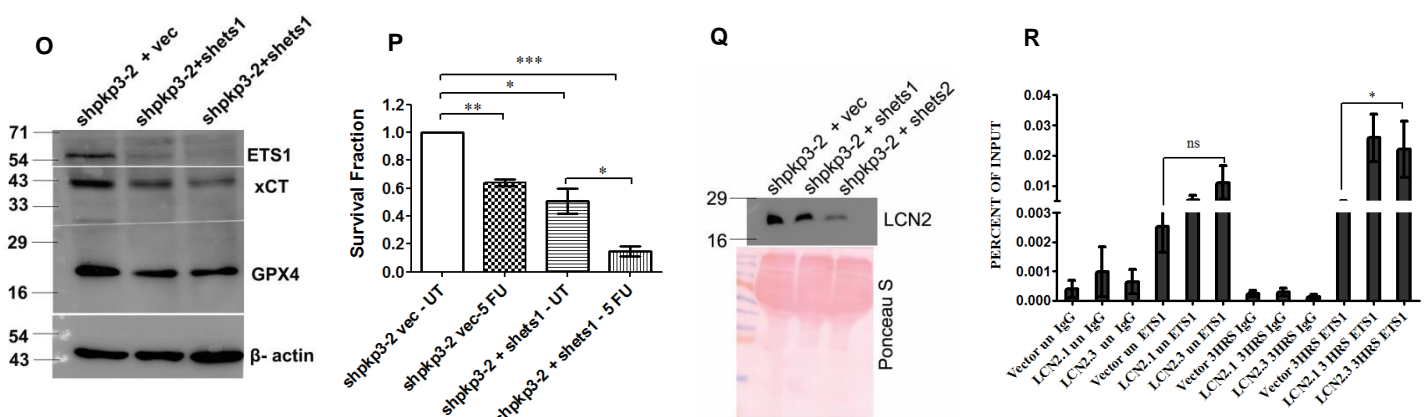 O
shpkp3-2 + vec
shpkp3-2+shets1
shpkp3-2+shets1
71
54
43
33
29
16
54
43
ETS1
xCT
GPX4
β- actin
P
***
*
**
*
Survival Fraction
1.2
1.0
0.8
0.6
0.4
0.2
0.0
shpkp3-2 vec - UT
shpkp3-2 vec-5 FU
shpkp3-2 + shets1 - UT
shpkp3-2 + shets1 - 5 FU
Q
shpkp3-2 + vec
shpkp3-2 + shets1
shpkp3-2 + shets2
29
16
LCN2
Ponceau S
R
PERCENT OF INPUT
0.04
0.03
0.02
0.01
0.003
0.002
0.001
0.000
ns
*
Vector un IgG
LCN2.1 un IgG
LCN2.3 un IgG
Vector un ETS1
LCN2.1 un ETS1
LCN2.3 un ETS1
Vector 3HRS IgG
LCN2.1 3HRS IgG
LCN2.3 3HRS IgG
Vector 3HRS ETS1
LCN2.1 3 HRS ETS1
LCN2.3 3HRS ETS1